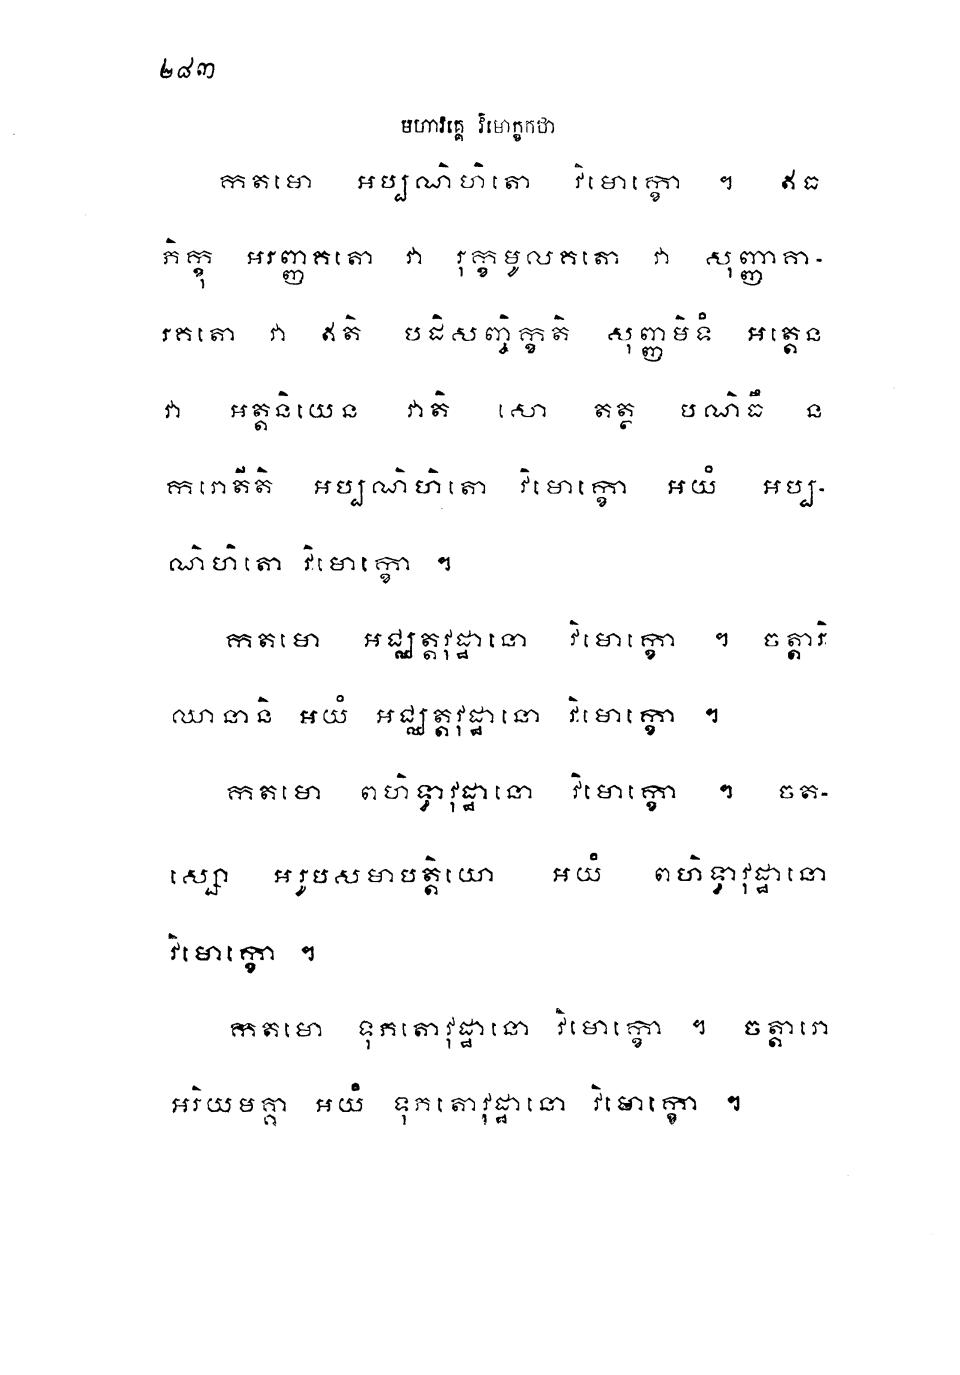 ២៨៣
មហាវគ្គេ វិមោក្ខកថា
កតមោ អប្បណិហិតោ វិមោក្ខោ ។ ឥធ
ភិក្ខុ អរញ្ញគតោ វា រុក្ខមូលគតោ វា សុញ្ញាគា-
រគតោ វា ឥតិ បដិសញ្ចិក្ខតិ សុញ្ញមិទំ អត្តេន
វា អត្តនិយេន វាតិ សោ តត្ថ បណិធឹ ន
ករោតីតិ អប្បណិហិតោ វិមោក្ខោ អយំ អប្ប-
ណិហិតោ វិមោក្ខោ ។
កតមោ អជ្ឈត្តវុដ្ឋានោ វិមោក្ខោ ។ ចត្តារិ
ឈានានិ អយំ អជ្ឈត្តវុដ្ឋានោ វិមោក្ខោ ។
កតមោ ពហិទ្ធាវុដ្ឋានោ វិមោក្ខោ ។ ចត-
ស្សោ អរូបសមាបត្តិយោ អយំ ពហិទ្ធាវុដ្ឋានោ
វិមោក្ខោ ។
កតមោ ទុភតោវុដ្ឋានោ វិមោក្ខោ ។ ចត្តារោ
អរិយមគ្គា អយំ ទុភតោវុដ្ឋានោ វិមោក្ខោ ។